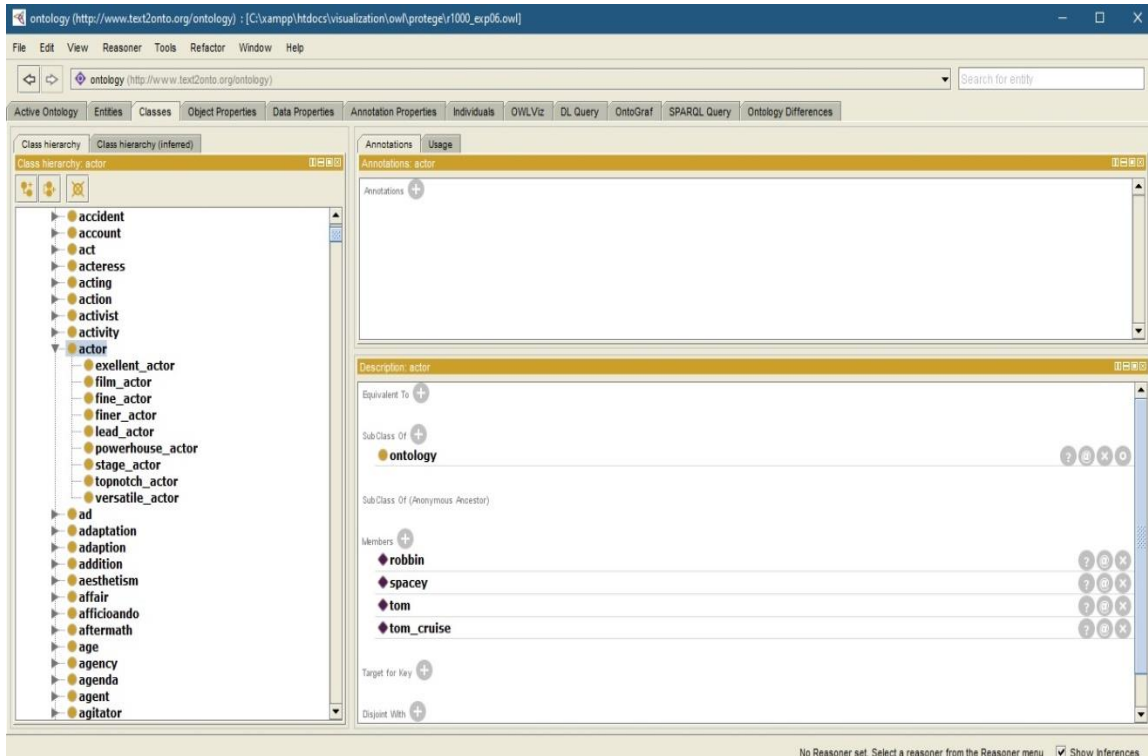 ontology (http://www.text2onto.org/ontology) : [C:\xampp\htdocs\visualization\owl\protege\r1000_exp06.owl]
File Edit View Reasoner Tools Refactor Window Help
ontology (http://www.text2onto.org/ontology)
Search for entity
Active Ontology Entities Classes Object Properties Data Properties Annotation Properties Individuals OWLViz DL Query OntoGraf SPARQL Query Ontology Differences
Class hierarchy Class hierarchy (inferred)
Class hierarchy: actor
accident
account
act
acteress
acting
action
activist
activity
actor
exellent_actor
film_actor
fine_actor
finer_actor
lead_actor
powerhouse_actor
stage_actor
topnotch_actor
versatile_actor
ad
adaptation
adaption
addition
aesthetism
affair
afficioando
aftermath
age
agency
agenda
agent
agitator
Annotations Usage
Annotations: actor
Annotations
Description: actor
Equivalent To
SubClass Of
ontology
SubClass Of (Anonymous Ancestor)
Members
robbin
spacey
tom
tom_cruise
Target for Key
Disjoint With
No Reasoner set. Select a reasoner from the Reasoner menu Show Inferences